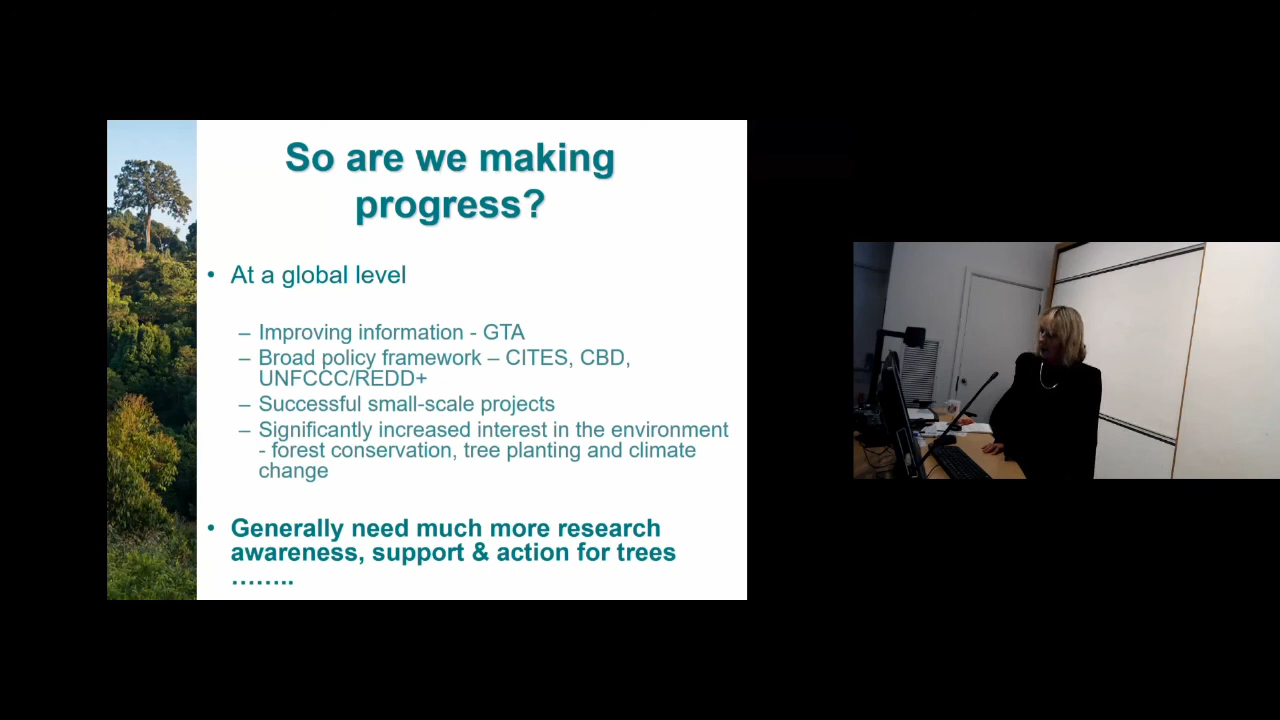 So are we making
progress?
• At a global level
– Improving information - GTA
– Broad policy framework – CITES, CBD,
UNFCCC/REDD+
– Successful small-scale projects
– Significantly increased interest in the environment
- forest conservation, tree planting and climate
change
• Generally need much more research
awareness, support & action for trees
……..